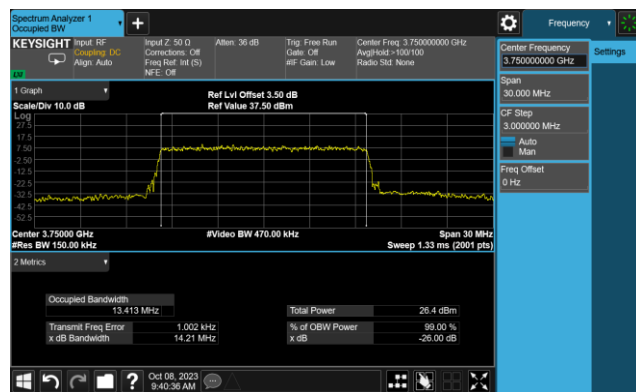 Spectrum Analyzer 1
Occupied BW
Frequency
KEYSIGHT
Input: RF
Coupling: DC
Align: Auto
Input Z: 50 Ω
Corrections: Off
Freq Ref: Int (S)
NFE: Off
Atten: 36 dB
Trig: Free Run
Gate: Off
#IF Gain: Low
Center Freq: 3.750000000 GHz
Avg|Hold:>100/100
Radio Std: None
Center Frequency
3.750000000 GHz
Settings
Span
30.000 MHz
CF Step
3.000000 MHz
Auto
Man
Freq Offset
0 Hz
1 Graph
Scale/Div 10.0 dB
Ref Lvl Offset 3.50 dB
Ref Value 37.50 dBm
Log
27.5
17.5
7.50
-2.50
-12.5
-22.5
-32.5
-42.5
-52.5
Center 3.75000 GHz
#Video BW 470.00 kHz
Span 30 MHz
#Res BW 150.00 kHz
Sweep 1.33 ms (2001 pts)
2 Metrics
Occupied Bandwidth
13.413 MHz
Total Power 26.4 dBm
Transmit Freq Error 1.002 kHz
% of OBW Power 99.00 %
x dB Bandwidth 14.21 MHz
x dB -26.00 dB
?
Oct 08, 2023
9:40:36 AM